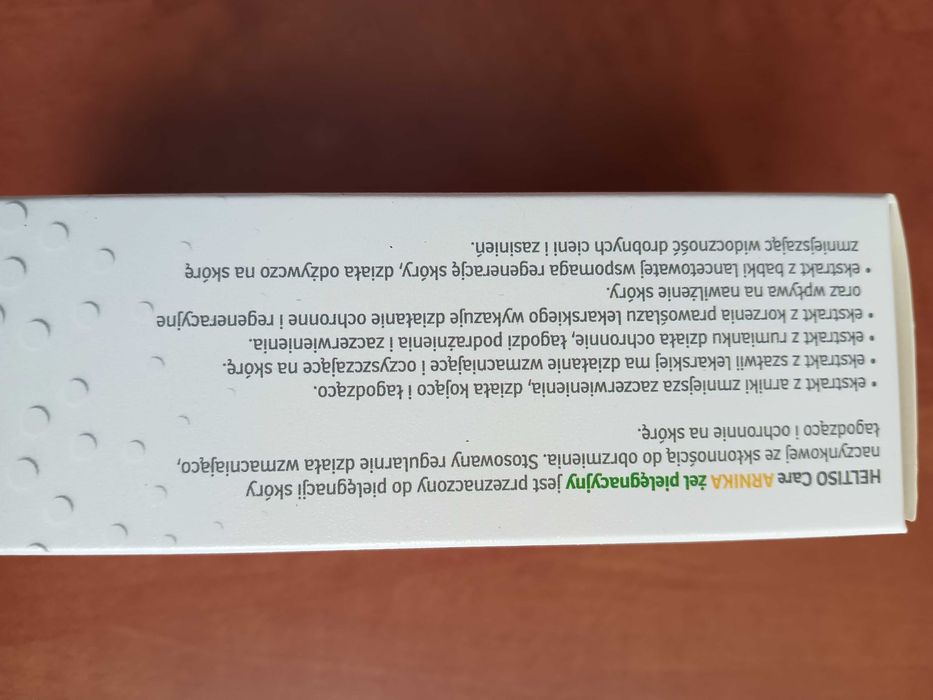 HELTISO Care ARNIKA żel pielęgnacyjny jest przeznaczony do pielęgnacji skóry
naczynkowej ze skłonnością do obrzmienia. Stosowany regularnie działa wzmacniająco,
łagodząco i ochronnie na skórę.
• ekstrakt z arniki zmniejsza zaczerwienienia, działa kojąco i łagodząco.
• ekstrakt z szałwii lekarskiej ma działanie wzmacniające i oczyszczające na skórę.
• ekstrakt z rumianku działa ochronnie, łagodzi podrażnienia i zaczerwienienia.
• ekstrakt z korzenia prawoślazu lekarskiego wykazuje działanie ochronne i regeneracyjne
oraz wpływa na nawilżenie skóry.
• ekstrakt z babki lancetowatej wspomaga regenerację skóry, działa odżywczo na skórę
zmniejszając widoczność drobnych cieni i zasinień.